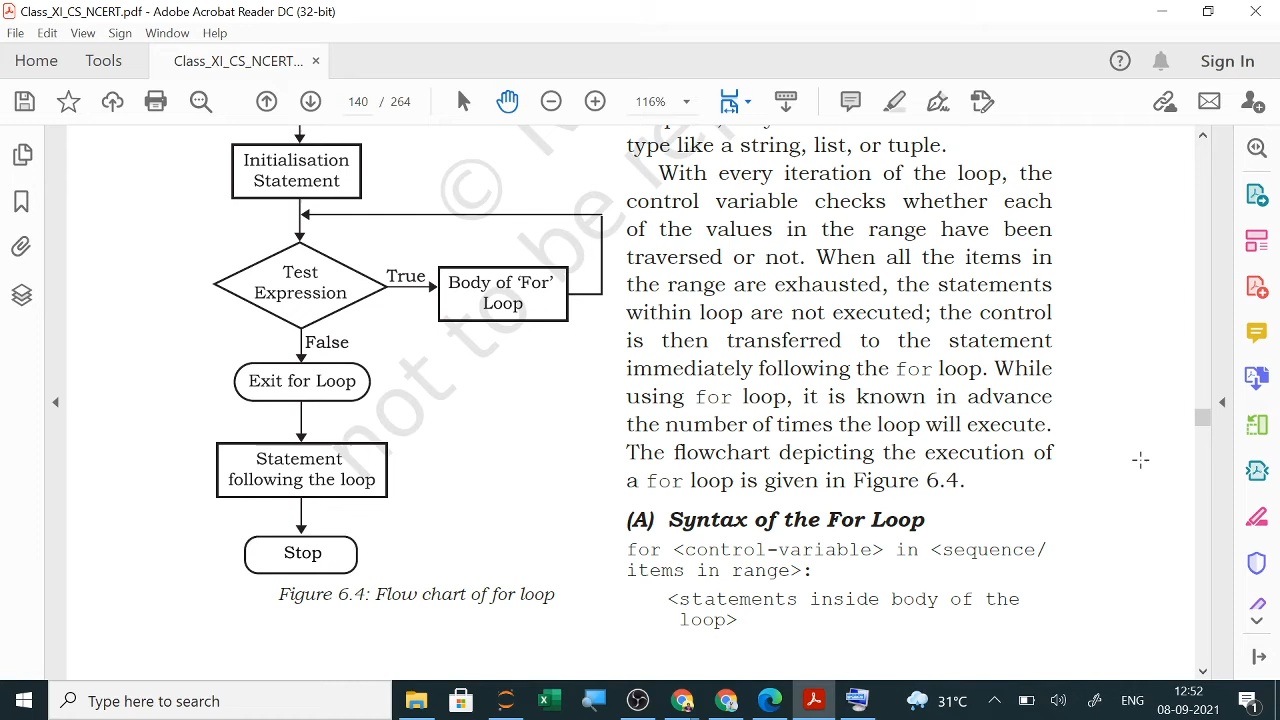 Class_XI_CS_NCERT.pdf - Adobe Acrobat Reader DC (32-bit)
File Edit View Sign Window Help
Home Tools Class_XI_CS_NCERT... × Sign In
140 / 264 116%
type like a string, list, or tuple.
Initialisation
Statement
Test
Expression
True
Body of ‘For’
Loop
False
Exit for Loop
Statement
following the loop
Stop
Figure 6.4: Flow chart of for loop
© 
not to be re
With every iteration of the loop, the
control variable checks whether each
of the values in the range have been
traversed or not. When all the items in
the range are exhausted, the statements
within loop are not executed; the control
is then transferred to the statement
immediately following the for loop. While
using for loop, it is known in advance
the number of times the loop will execute.
The flowchart depicting the execution of
a for loop is given in Figure 6.4.
(A) Syntax of the For Loop
for <control-variable> in <sequence/
items in range>:
<statements inside body of the
loop>
Type here to search
31°C
ENG
12:52
08-09-2021
1